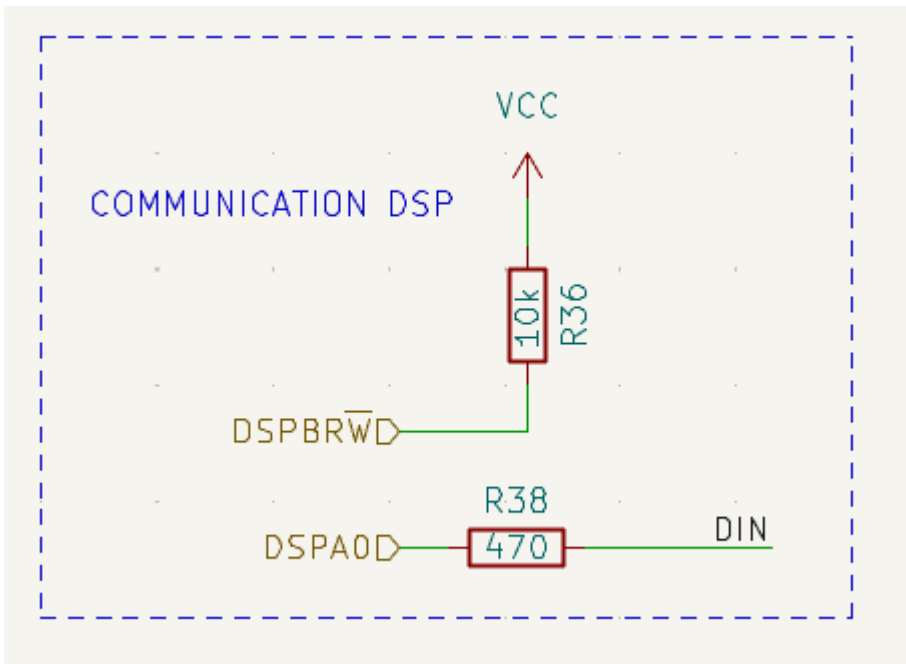 VCC
COMMUNICATION DSP
10k
R36
DSPBRW̅
R38
DSPA0
470
DIN